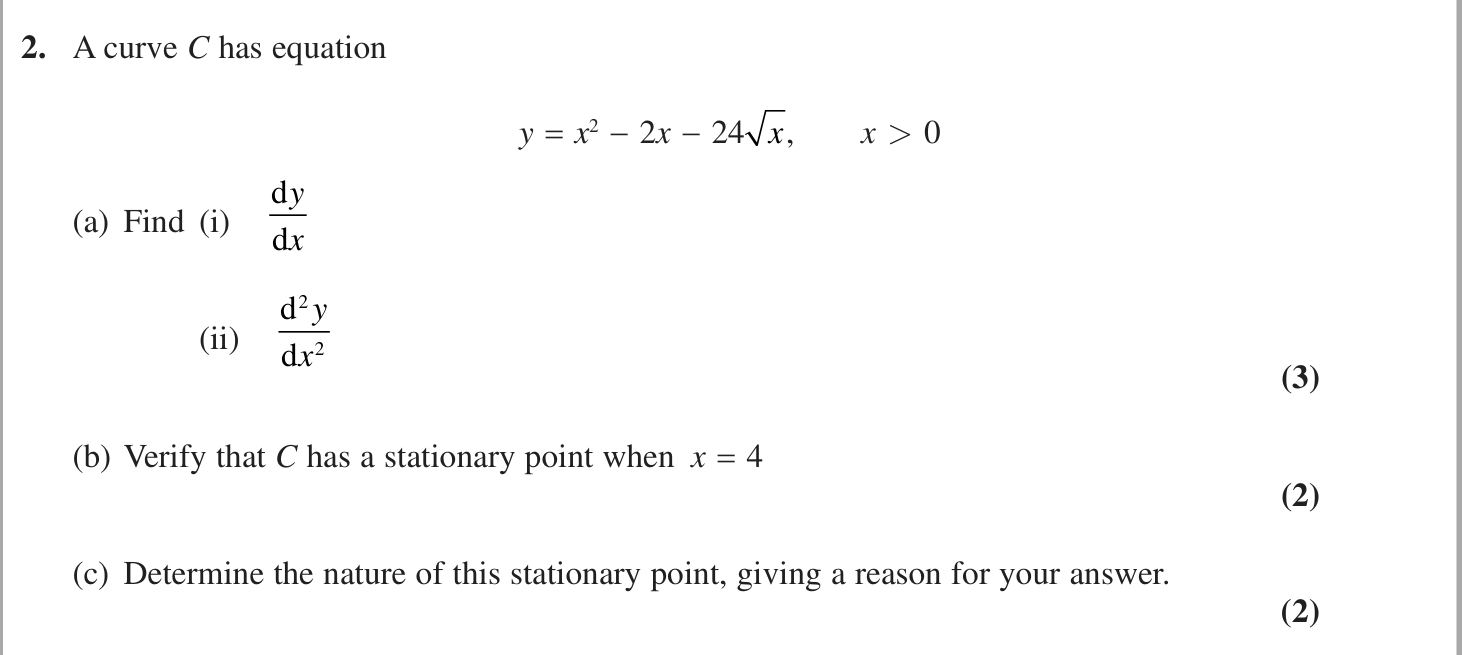 2. A curve C has equation
y = x² – 2x – 24√x, x > 0
(a) Find (i) dy/dx
(ii) d²y/dx²
(3)
(b) Verify that C has a stationary point when x = 4
(2)
(c) Determine the nature of this stationary point, giving a reason for your answer.
(2)